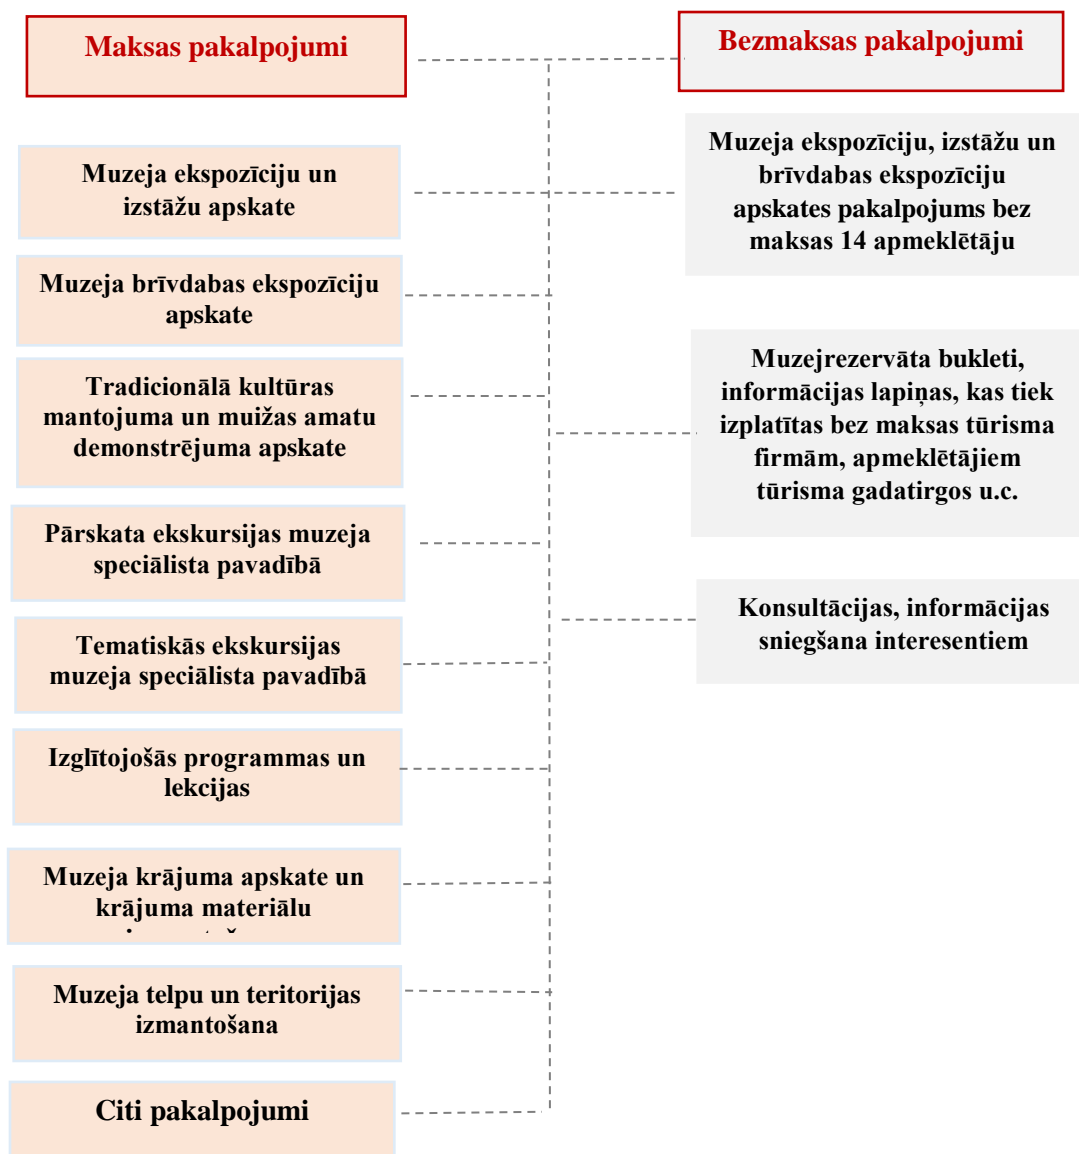 Maksas pakalpojumi
Muzeja ekspozīciju un
izstāžu apskate
Muzeja brīvdabas ekspozīciju
apskate
Tradicionālā kultūras
mantojuma un muižas amatu
demonstrējuma apskate
Pārskata ekskursijas muzeja
speciālista pavadībā
Tematiskās ekskursijas
muzeja speciālista pavadībā
Izglītojošās programmas un
lekcijas
Muzeja krājuma apskate un
krājuma materiālu
Muzeja telpu un teritorijas
izmantošana
Citi pakalpojumi
Bezmaksas pakalpojumi
Muzeja ekspozīciju, izstāžu un
brīvdabas ekspozīciju
apskates pakalpojums bez
maksas 14 apmeklētāju
Muzejrezervāta bukleti,
informācijas lapiņas, kas tiek
izplatītas bez maksas tūrisma
firmām, apmeklētājiem
tūrisma gadatirgos u.c.
Konsultācijas, informācijas
sniegšana interesentiem